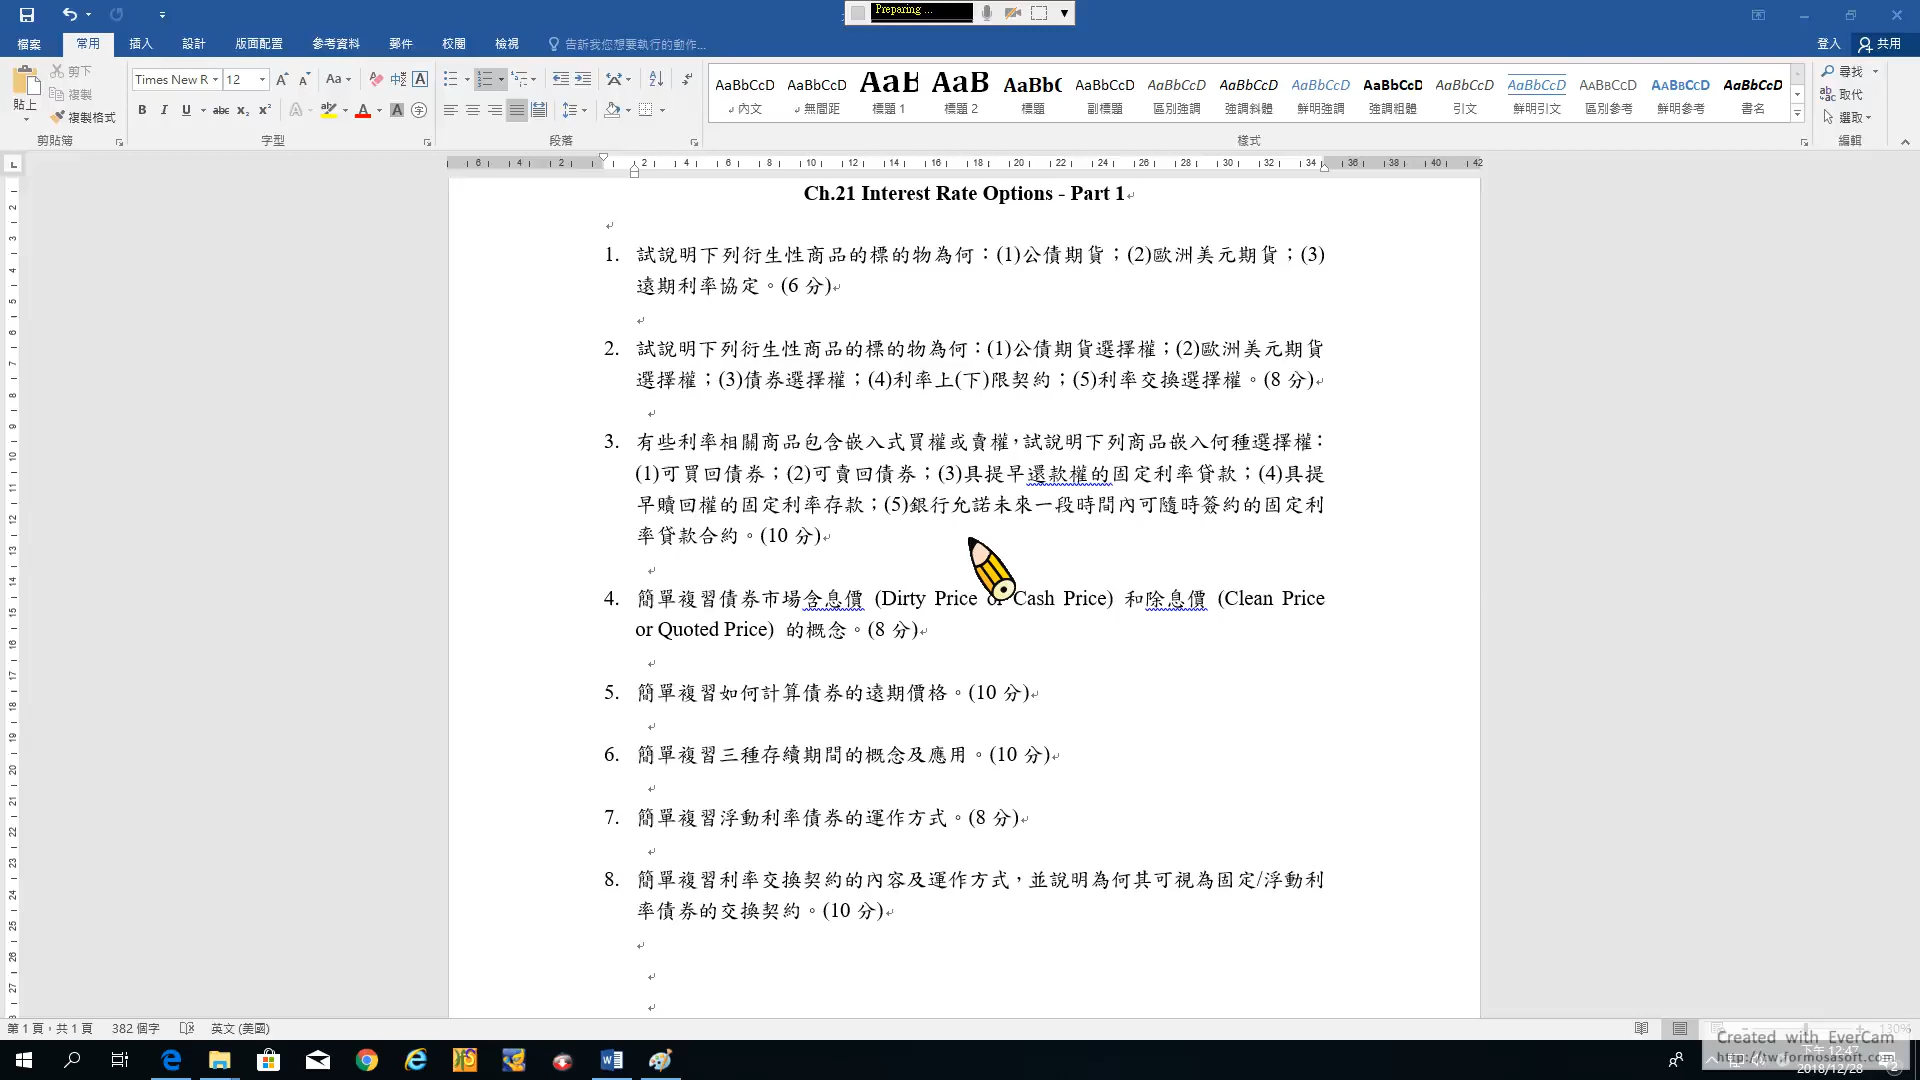 Preparing ...
檔案 常用 插入 設計 版面配置 參考資料 郵件 校閱 檢視 告訴我您想要執行的動作... 登入 共用
貼上 剪下 複製 複製格式
Times New R 12
AaBbCcD AaBbCcD AaB AaB AaBb( AaBbCcD AaBbCcD AaBbCcD AaBbCcD AaBbCcD AaBbCcD AaBbCcD AaBbCcD AaBbCcD AaBbCcD
內文 無間距 標題 1 標題 2 標題 副標題 區別強調 強調斜體 鮮明強調 強調粗體 引文 鮮明引文 區別參考 鮮明參考 書名
尋找 取代 選取
剪貼簿 字型 段落 樣式 編輯
Ch.21 Interest Rate Options - Part 1
1. 試說明下列衍生性商品的標的物為何：(1)公債期貨；(2)歐洲美元期貨；(3)
遠期利率協定。(6 分)
2. 試說明下列衍生性商品的標的物為何：(1)公債期貨選擇權；(2)歐洲美元期貨
選擇權；(3)債券選擇權；(4)利率上(下)限契約；(5)利率交換選擇權。(8 分)
3. 有些利率相關商品包含嵌入式買權或賣權，試說明下列商品嵌入何種選擇權：
(1)可買回債券；(2)可賣回債券；(3)具提早還款權的固定利率貸款；(4)具提
早贖回權的固定利率存款；(5)銀行允諾未來一段時間內可隨時簽約的固定利
率貸款合約。(10 分)
4. 簡單複習債券市場含息價 (Dirty Price or Cash Price) 和除息價 (Clean Price
or Quoted Price) 的概念。(8 分)
5. 簡單複習如何計算債券的遠期價格。(10 分)
6. 簡單複習三種存續期間的概念及應用。(10 分)
7. 簡單複習浮動利率債券的運作方式。(8 分)
8. 簡單複習利率交換契約的內容及運作方式，並說明為何其可視為固定/浮動利
率債券的交換契約。(10 分)
第 1 頁，共 1 頁 382 個字 英文 (美國) 130%
Created with EverCam
http://tw.formosasoft.com
下午 12:47
2018/12/28